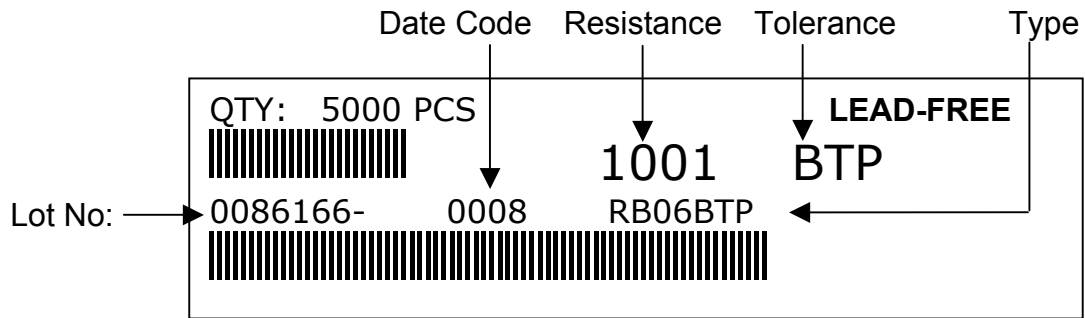 Date Code Resistance Tolerance Type
QTY: 5000 PCS LEAD-FREE
1001 BTP
Lot No: 0086166- 0008 RB06BTP